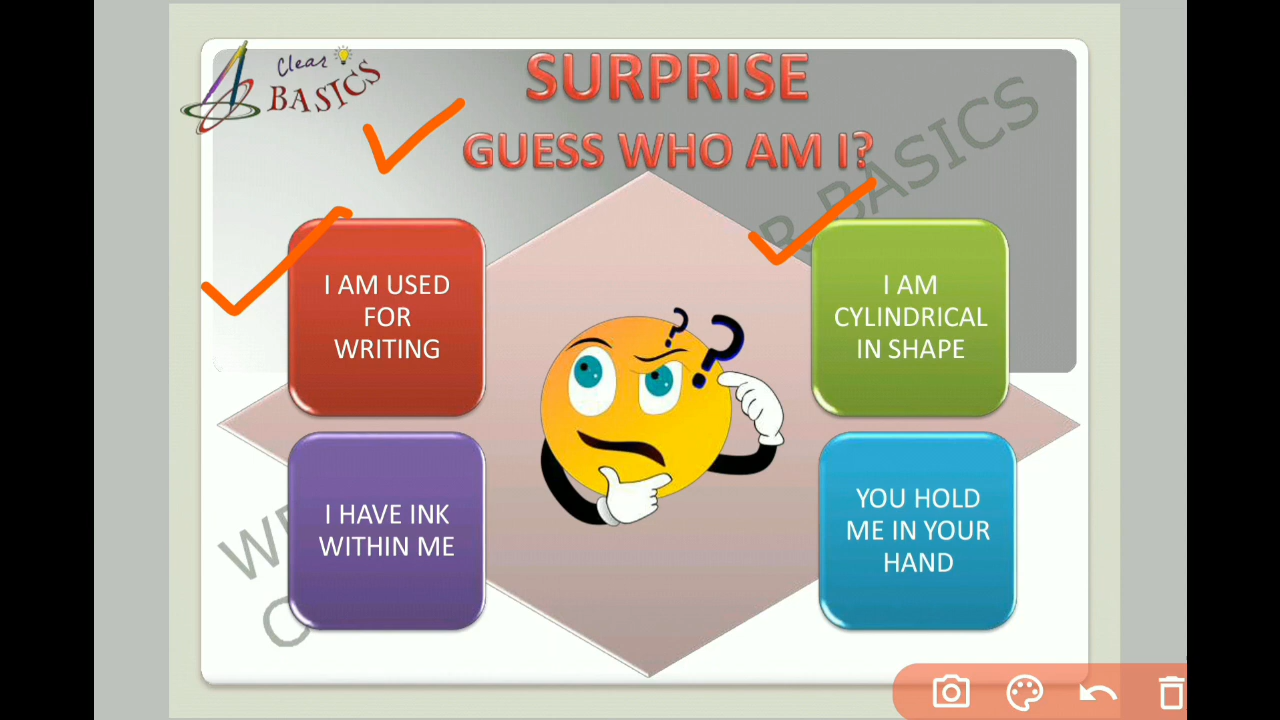 Clear
BASICS
SURPRISE
GUESS WHO AM I?
I AM USED
FOR
WRITING
I AM
CYLINDRICAL
IN SHAPE
I HAVE INK
WITHIN ME
YOU HOLD
ME IN YOUR
HAND
? ?
BASICS